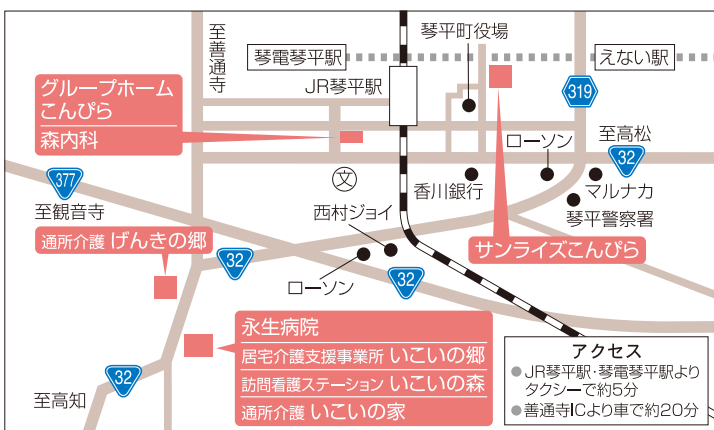 至善通寺
琴電琴平駅
琴平町役場
えない駅
JR琴平駅
319
グループホーム
こんぴら
森内科
ローソン
至高松
32
377
至観音寺
文
香川銀行
マルナカ
琴平警察署
西村ジョイ
サンライズこんぴら
通所介護 げんきの郷
32
ローソン
32
永生病院
居宅介護支援事業所 いこいの郷
訪問看護ステーション いこいの森
通所介護 いこいの家
32
至高知
アクセス
●JR琴平駅・琴電琴平駅より
タクシーで約5分
●善通寺ICより車で約20分